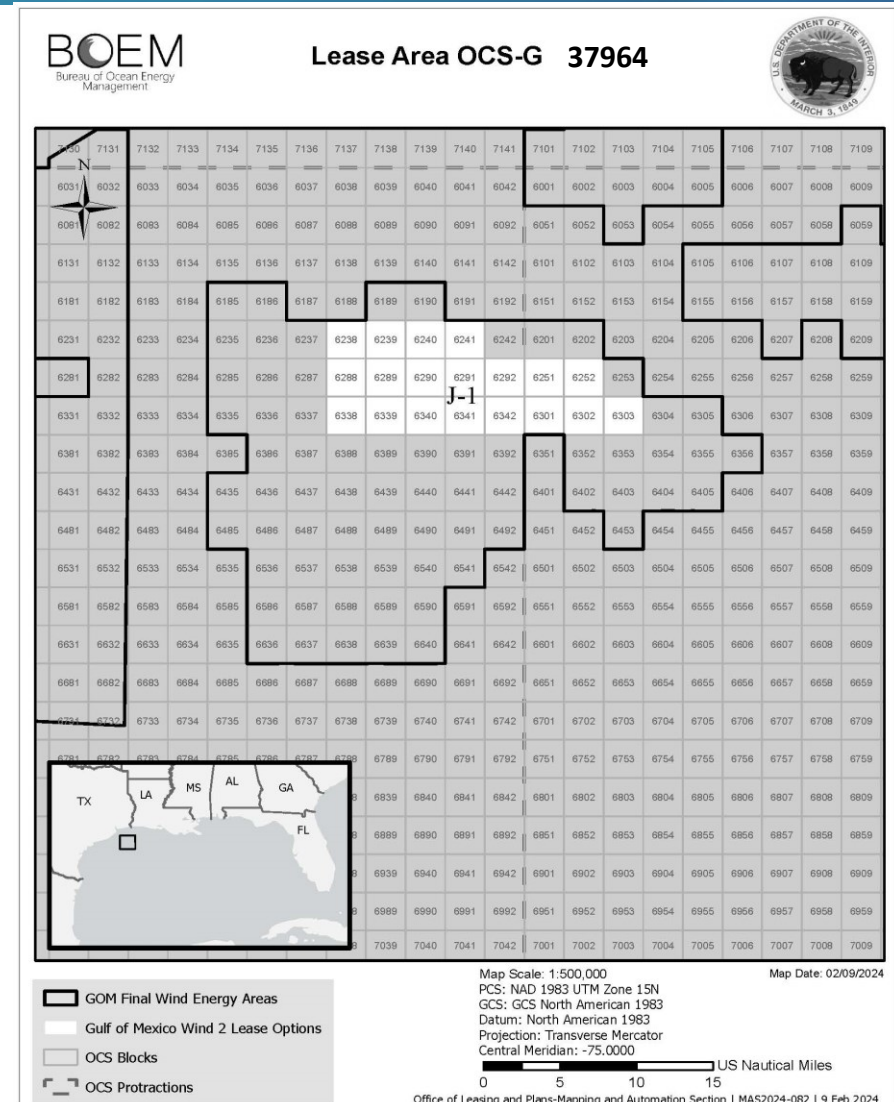 BOEM
Bureau of Ocean Energy
Management
Lease Area OCS-G 37964
U.S. DEPARTMENT OF THE INTERIOR
MARCH 3, 1849
7130 7131 7132 7133 7134 7135 7136 7137 7138 7139 7140 7141 7101 7102 7103 7104 7105 7106 7107 7108 7109
N
6031 6032 6033 6034 6035 6036 6037 6038 6039 6040 6041 6042 6001 6002 6003 6004 6005 6006 6007 6008 6009
6081 6082 6083 6084 6085 6086 6087 6088 6089 6090 6091 6092 6051 6052 6053 6054 6055 6056 6057 6058 6059
6131 6132 6133 6134 6135 6136 6137 6138 6139 6140 6141 6142 6101 6102 6103 6104 6105 6106 6107 6108 6109
6181 6182 6183 6184 6185 6186 6187 6188 6189 6190 6191 6192 6151 6152 6153 6154 6155 6156 6157 6158 6159
6231 6232 6233 6234 6235 6236 6237 6238 6239 6240 6241 6242 6201 6202 6203 6204 6205 6206 6207 6208 6209
6281 6282 6283 6284 6285 6286 6287 6288 6289 6290 6291 6292 6251 6252 6253 6254 6255 6256 6257 6258 6259
J-1
6331 6332 6333 6334 6335 6336 6337 6338 6339 6340 6341 6342 6301 6302 6303 6304 6305 6306 6307 6308 6309
6381 6382 6383 6384 6385 6386 6387 6388 6389 6390 6391 6392 6351 6352 6353 6354 6355 6356 6357 6358 6359
6431 6432 6433 6434 6435 6436 6437 6438 6439 6440 6441 6442 6401 6402 6403 6404 6405 6406 6407 6408 6409
6481 6482 6483 6484 6485 6486 6487 6488 6489 6490 6491 6492 6451 6452 6453 6454 6455 6456 6457 6458 6459
6531 6532 6533 6534 6535 6536 6537 6538 6539 6540 6541 6542 6501 6502 6503 6504 6505 6506 6507 6508 6509
6581 6582 6583 6584 6585 6586 6587 6588 6589 6590 6591 6592 6551 6552 6553 6554 6555 6556 6557 6558 6559
6631 6632 6633 6634 6635 6636 6637 6638 6639 6640 6641 6642 6601 6602 6603 6604 6605 6606 6607 6608 6609
6681 6682 6683 6684 6685 6686 6687 6688 6689 6690 6691 6692 6651 6652 6653 6654 6655 6656 6657 6658 6659
6731 6732 6733 6734 6735 6736 6737 6738 6739 6740 6741 6742 6701 6702 6703 6704 6705 6706 6707 6708 6709
6781 6782 6783 6784 6785 6786 6787 6788 6789 6790 6791 6792 6751 6752 6753 6754 6755 6756 6757 6758 6759
TX LA MS AL GA FL
6839 6840 6841 6842 6801 6802 6803 6804 6805 6806 6807 6808 6809
6889 6890 6891 6892 6851 6852 6853 6854 6855 6856 6857 6858 6859
6939 6940 6941 6942 6901 6902 6903 6904 6905 6906 6907 6908 6909
6989 6990 6991 6992 6951 6952 6953 6954 6955 6956 6957 6958 6959
7039 7040 7041 7042 7001 7002 7003 7004 7005 7006 7007 7008 7009
GOM Final Wind Energy Areas
Gulf of Mexico Wind 2 Lease Options
OCS Blocks
OCS Protractions
Map Scale: 1:500,000
Map Date: 02/09/2024
PCS: NAD 1983 UTM Zone 15N
GCS: GCS North American 1983
Datum: North American 1983
Projection: Transverse Mercator
Central Meridian: -75.0000
US Nautical Miles
0 5 10 15
Office of Leasing and Plans-Mapping and Automation Section | MAS2024-082 | 9 Feb 2024